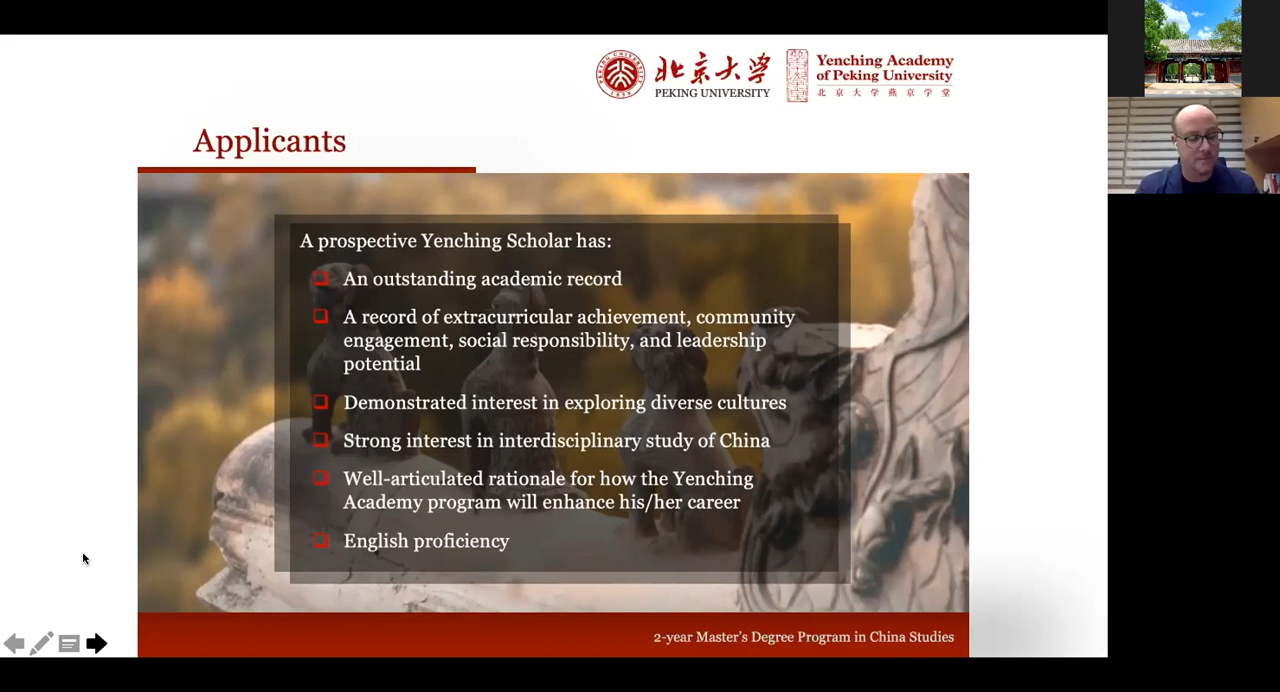 北京大学
PEKING UNIVERSITY
Yenching Academy
of Peking University
北京大学燕京学堂
Applicants
A prospective Yenching Scholar has:
An outstanding academic record
A record of extracurricular achievement, community
engagement, social responsibility, and leadership
potential
Demonstrated interest in exploring diverse cultures
Strong interest in interdisciplinary study of China
Well-articulated rationale for how the Yenching
Academy program will enhance his/her career
English proficiency
2-year Master's Degree Program in China Studies